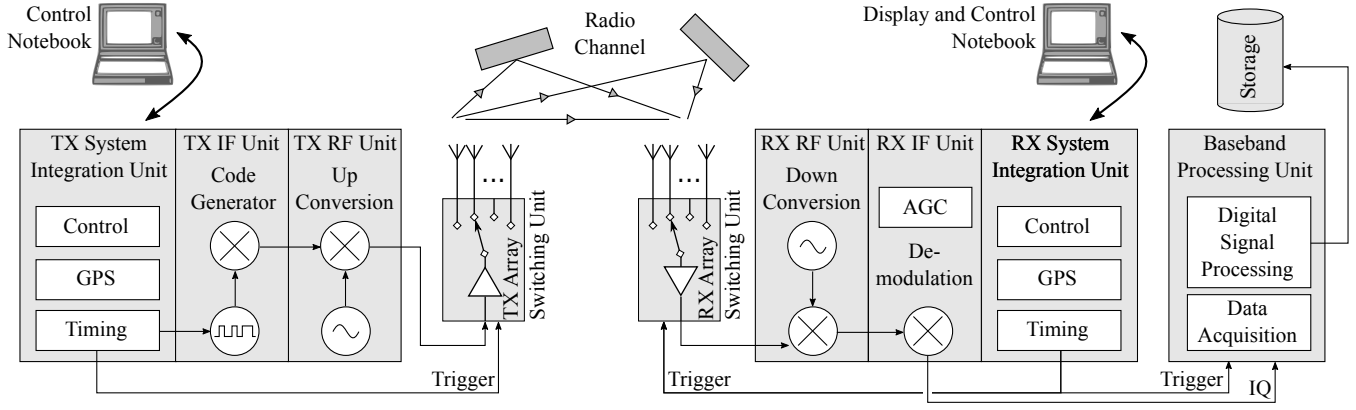 Control
Notebook
Radio
Channel
Display and Control
Notebook
Storage
TX System
Integration Unit
Control
GPS
Timing
TX IF Unit
Code
Generator
TX RF Unit
Up
Conversion
...
TX Array
Switching Unit
Trigger
...
RX Array
Switching Unit
Trigger
RX RF Unit
Down
Conversion
RX IF Unit
AGC
De-
modulation
RX System
Integration Unit
Control
GPS
Timing
Baseband
Processing Unit
Digital
Signal
Processing
Data
Acquisition
Trigger
IQ